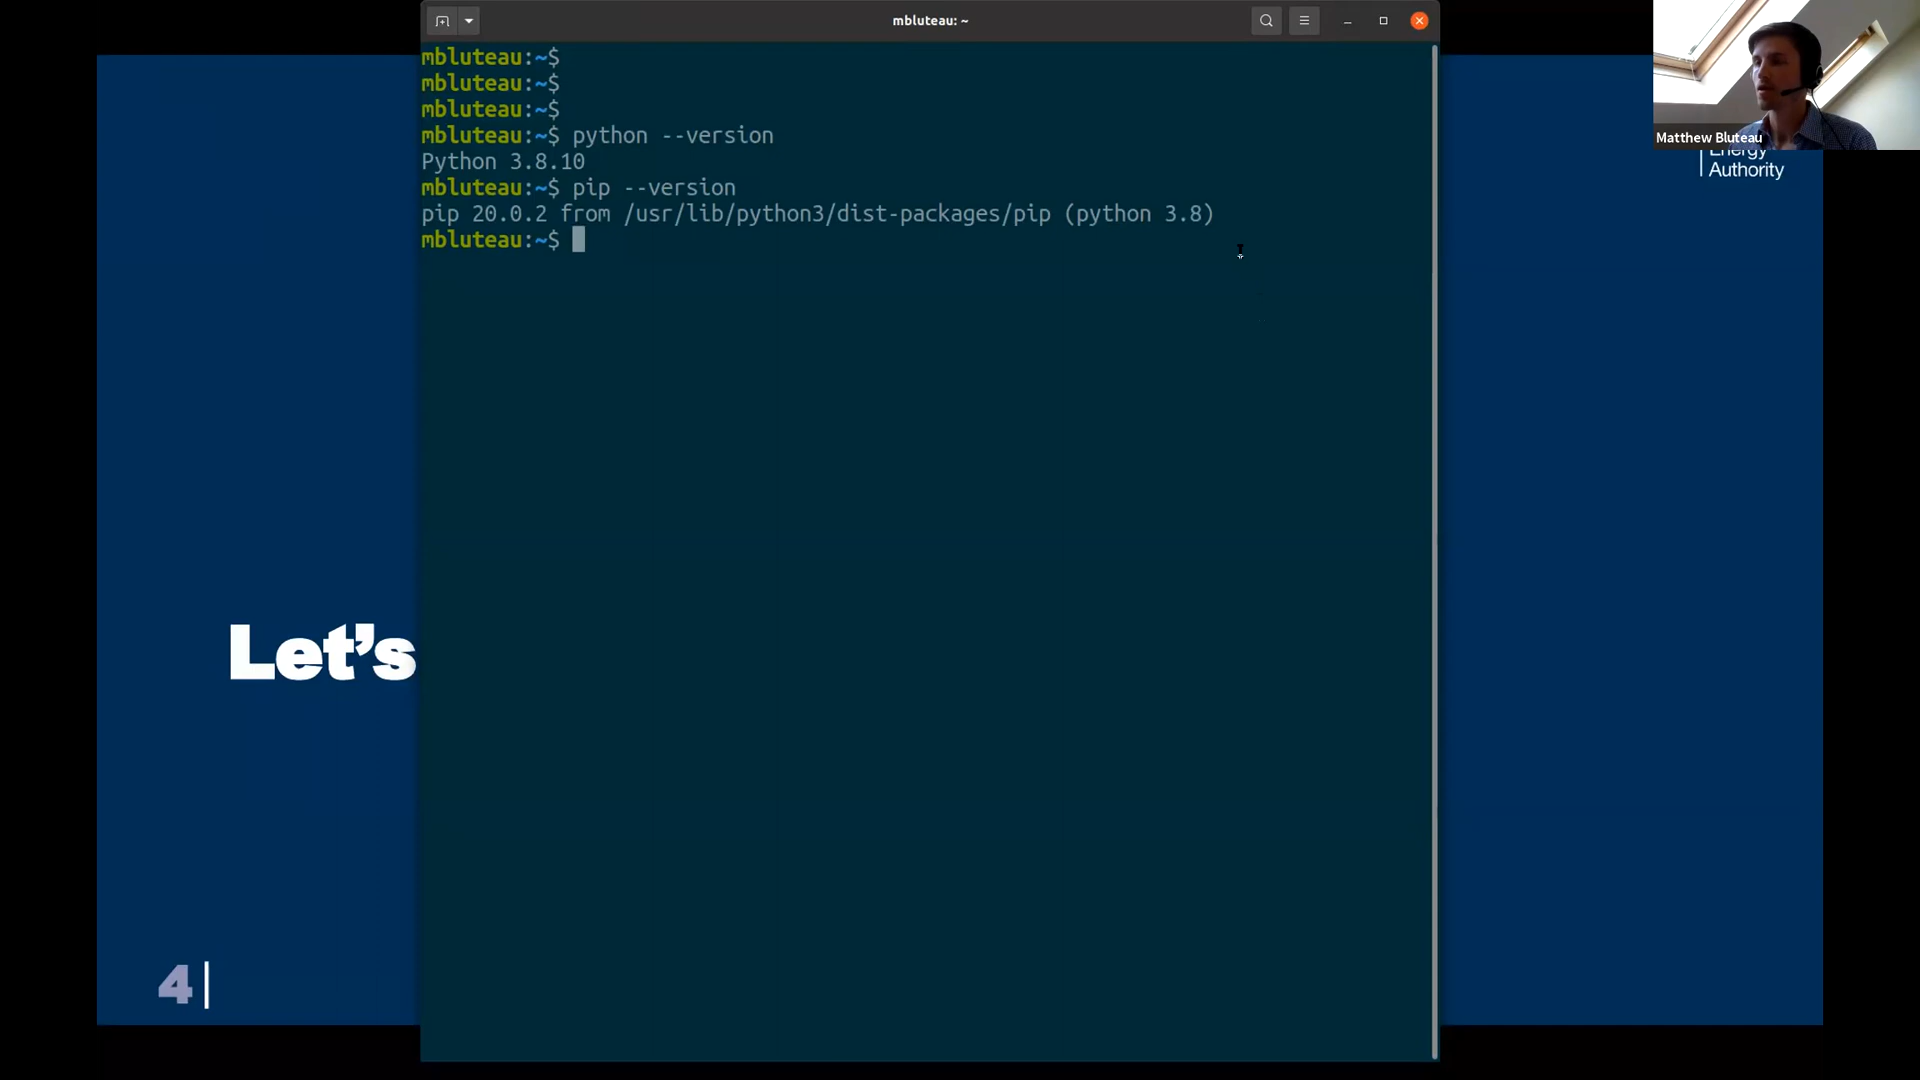 mbluteau: ~
mbluteau:~$
mbluteau:~$
mbluteau:~$
mbluteau:~$ python --version
Python 3.8.10
mbluteau:~$ pip --version
pip 20.0.2 from /usr/lib/python3/dist-packages/pip (python 3.8)
mbluteau:~$
Matthew Bluteau
Energy
Authority
Let's
4